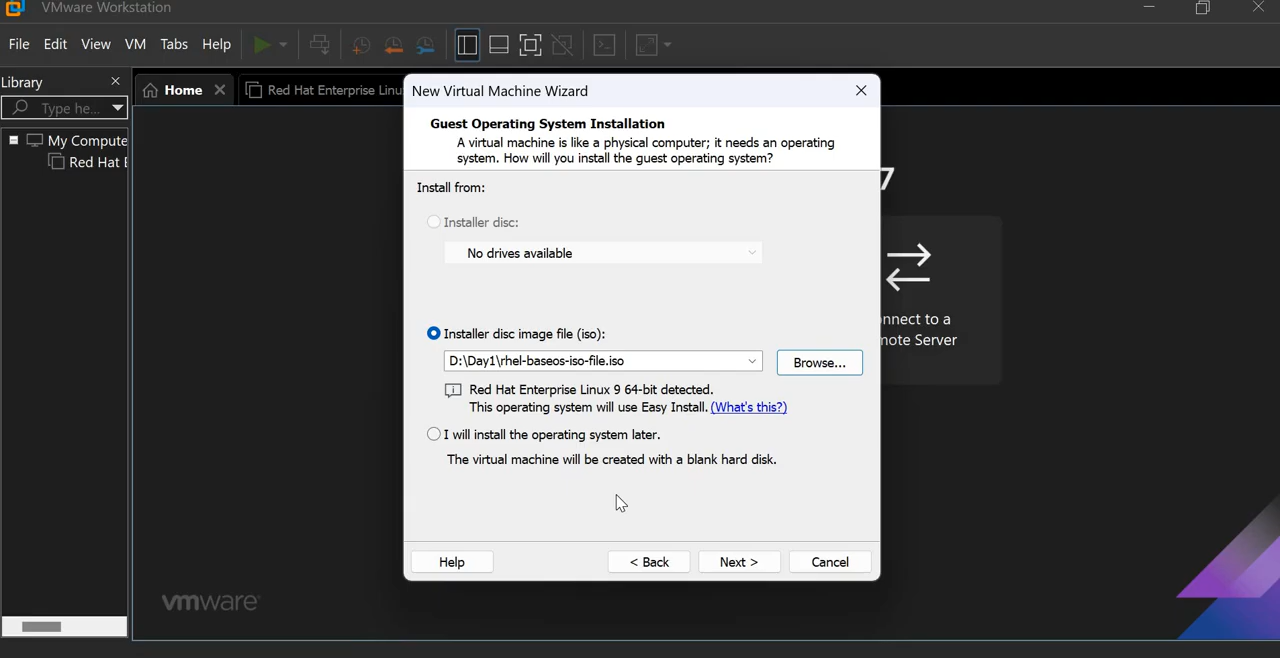 VMware Workstation
File Edit View VM Tabs Help
Library
Type he...
Home
Red Hat Enterprise Linu
My Compute
Red Hat E
New Virtual Machine Wizard
Guest Operating System Installation
A virtual machine is like a physical computer; it needs an operating
system. How will you install the guest operating system?
Install from:
Installer disc:
No drives available
Installer disc image file (iso):
D:\Day1\rhel-baseos-iso-file.iso
Browse...
Red Hat Enterprise Linux 9 64-bit detected.
This operating system will use Easy Install. (What's this?)
I will install the operating system later.
The virtual machine will be created with a blank hard disk.
Help
< Back
Next >
Cancel
7
nnect to a
note Server
vmware